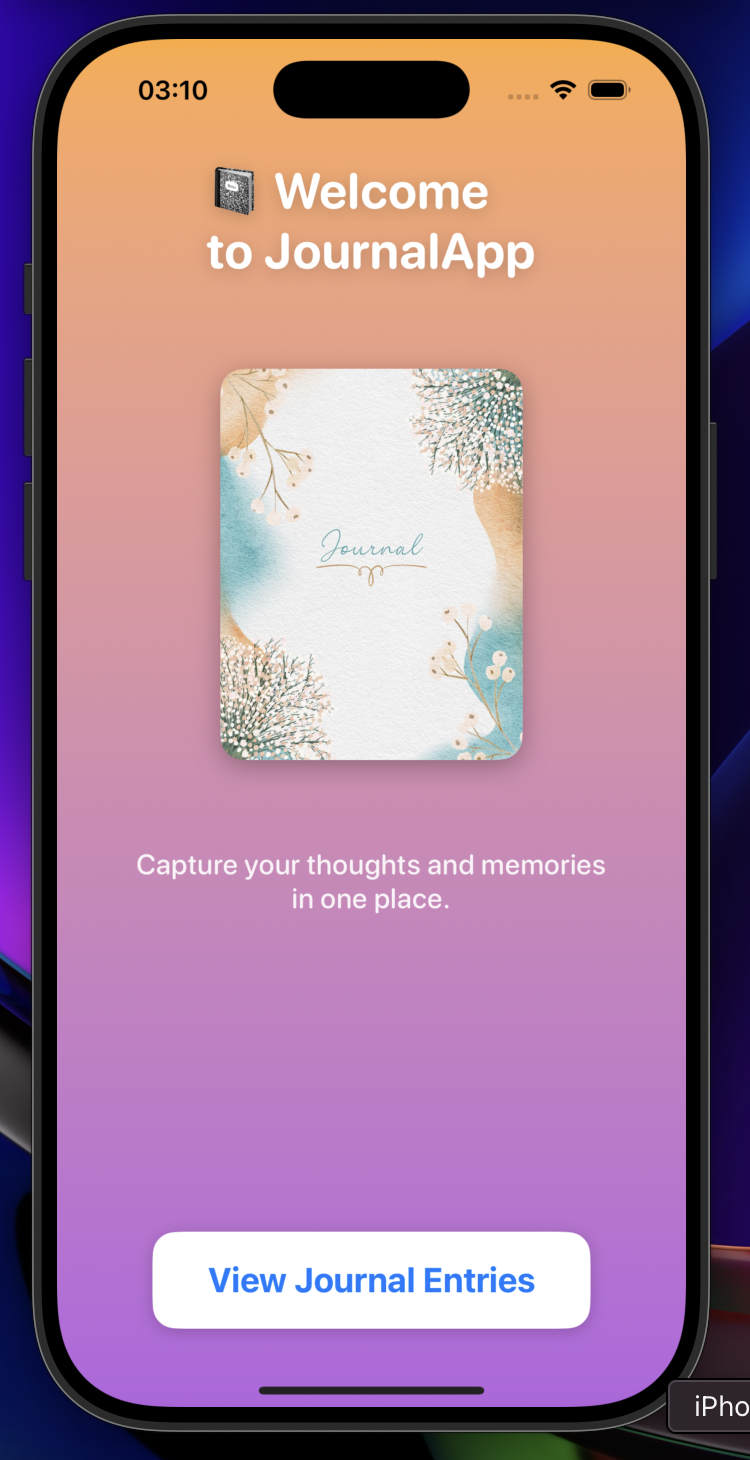 03:10
📓 Welcome
to JournalApp
Journal
Capture your thoughts and memories
in one place.
View Journal Entries
iPho